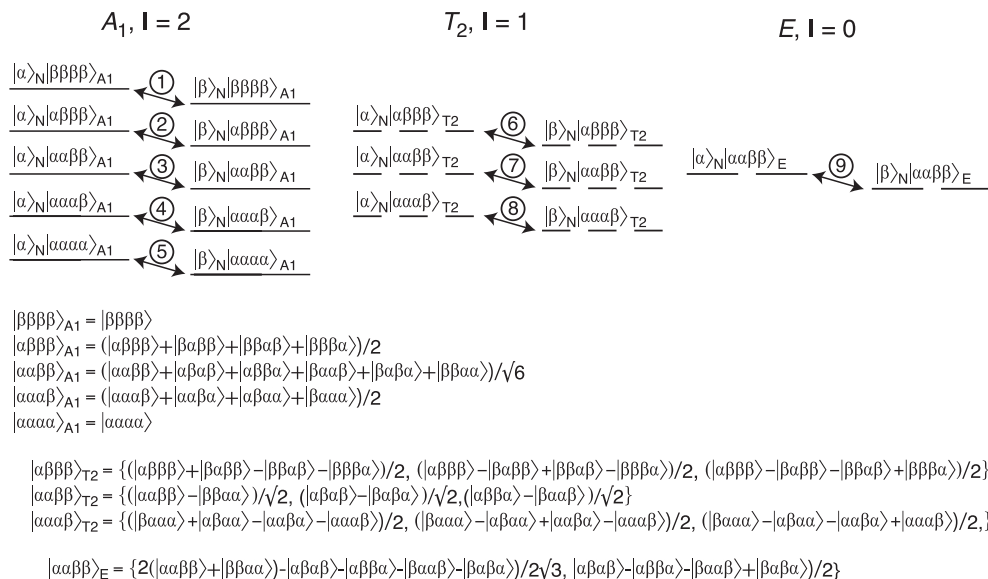 A₁, I = 2
T₂, I = 1
E, I = 0
|α⟩N|ββββ⟩A1 ① |β⟩N|ββββ⟩A1
|α⟩N|αβββ⟩A1 ② |β⟩N|αβββ⟩A1
|α⟩N|ααββ⟩A1 ③ |β⟩N|ααββ⟩A1
|α⟩N|αααβ⟩A1 ④ |β⟩N|αααβ⟩A1
|α⟩N|αααα⟩A1 ⑤ |β⟩N|αααα⟩A1
|α⟩N|αβββ⟩T2 ⑥ |β⟩N|αβββ⟩T2
|α⟩N|ααββ⟩T2 ⑦ |β⟩N|ααββ⟩T2
|α⟩N|αααβ⟩T2 ⑧ |β⟩N|αααβ⟩T2
|α⟩N|ααββ⟩E ⑨ |β⟩N|ααββ⟩E
|ββββ⟩A1 = |ββββ⟩
|αβββ⟩A1 = (|αβββ⟩+|βαββ⟩+|ββαβ⟩+|βββα⟩)/2
|ααββ⟩A1 = (|ααββ⟩+|αβαβ⟩+|αββα⟩+|βααβ⟩+|βαβα⟩+|ββαα⟩)/√6
|αααβ⟩A1 = (|αααβ⟩+|ααβα⟩+|αβαα⟩+|βααα⟩)/2
|αααα⟩A1 = |αααα⟩
|αβββ⟩T2 = {(|αβββ⟩+|βαββ⟩−|ββαβ⟩−|βββα⟩)/2, (|αβββ⟩−|βαββ⟩+|ββαβ⟩−|βββα⟩)/2, (|αβββ⟩−|βαββ⟩−|ββαβ⟩+|βββα⟩)/2}
|ααββ⟩T2 = {(|ααββ⟩−|ββαα⟩)/√2, (|αβαβ⟩−|βαβα⟩)/√2,(|αββα⟩−|βααβ⟩)/√2}
|αααβ⟩T2 = {(|βααα⟩+|αβαα⟩−|ααβα⟩−|αααβ⟩)/2, (|βααα⟩−|αβαα⟩+|ααβα⟩−|αααβ⟩)/2, (|βααα⟩−|αβαα⟩−|ααβα⟩+|αααβ⟩)/2,}
|ααββ⟩E = {2(|ααββ⟩+|ββαα⟩)−|αβαβ⟩−|αββα⟩−|βααβ⟩−|βαβα⟩)/2√3, |αβαβ⟩−|αββα⟩−|βααβ⟩+|βαβα⟩)/2}